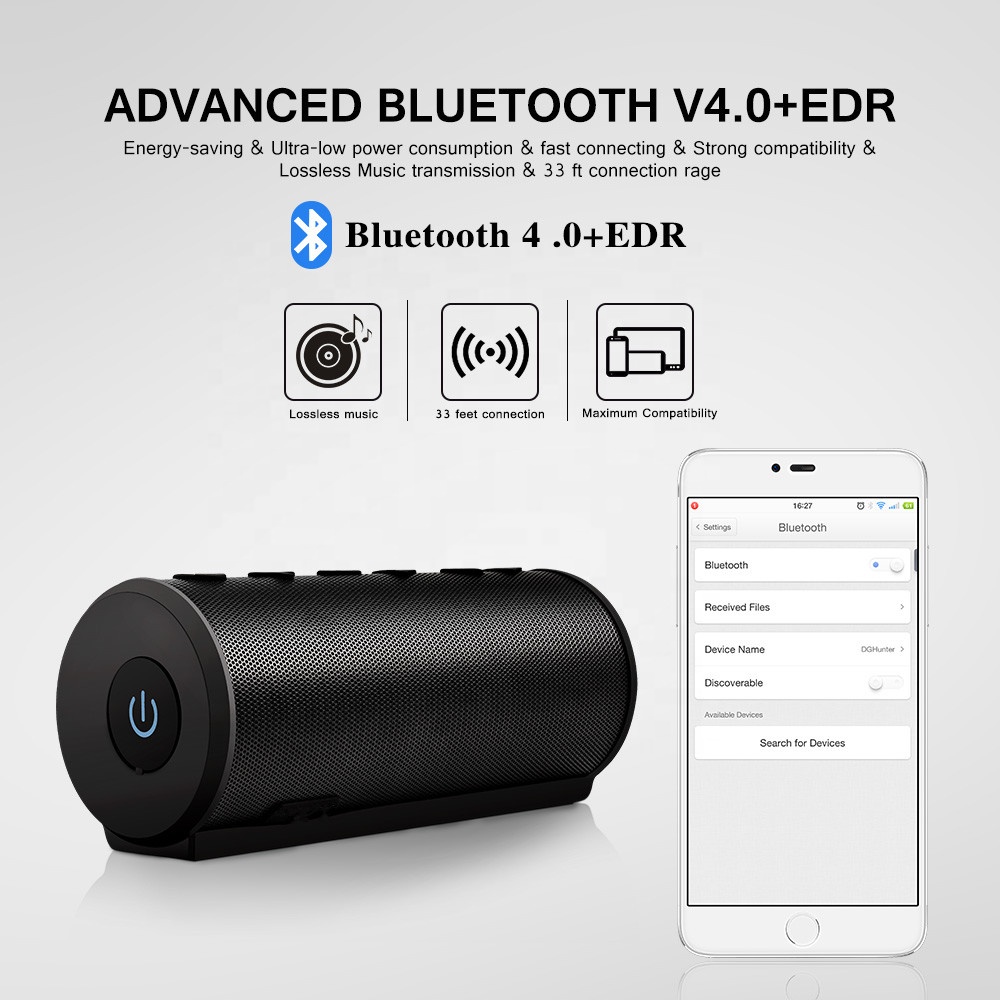 ADVANCED BLUETOOTH V4.0+EDR
Energy-saving & Ultra-low power consumption & fast connecting & Strong compatibility &
Lossless Music transmission & 33 ft connection rage
Bluetooth 4 .0+EDR
Lossless music
33 feet connection
Maximum Compatibility
16:27
Settings
Bluetooth
Bluetooth
Received Files
Device Name
DGHunter
Discoverable
Available Devices
Search for Devices